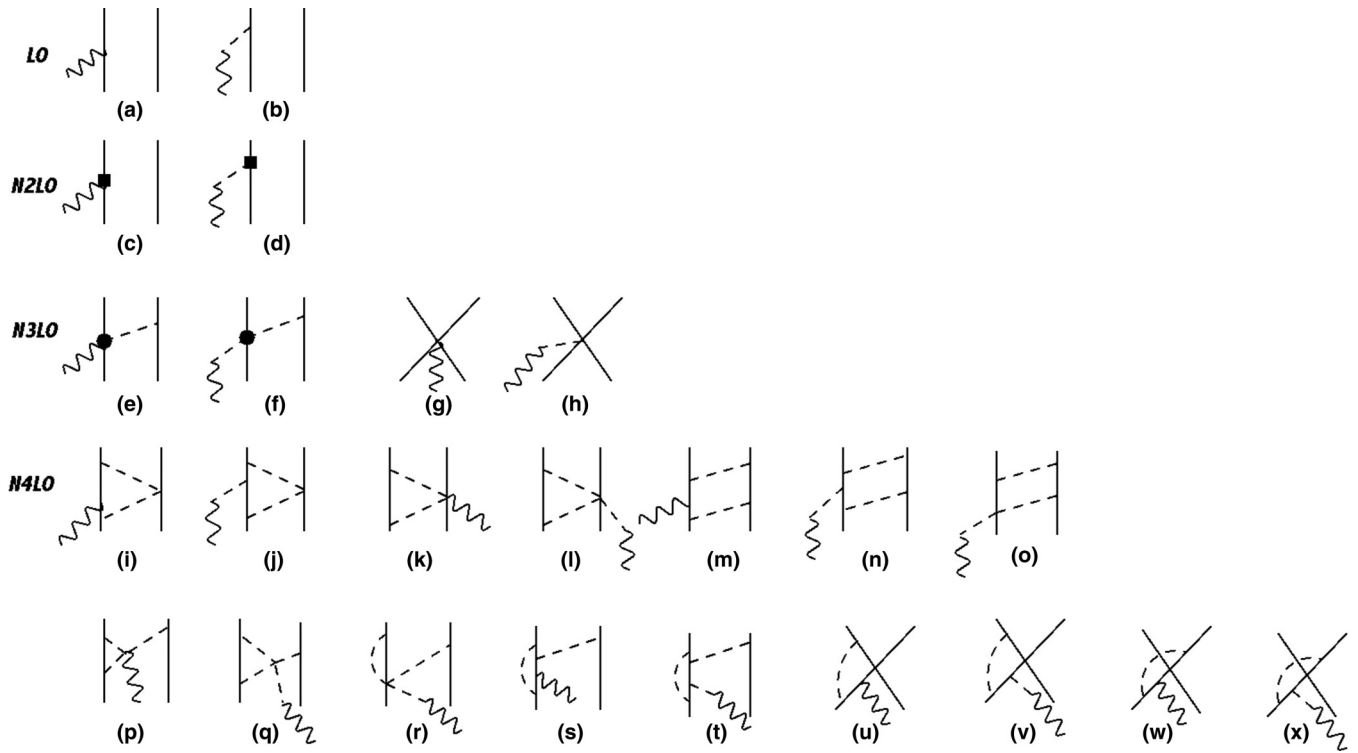 LO
(a) (b)
N2LO
(c) (d)
N3LO
(e) (f) (g) (h)
N4LO
(i) (j) (k) (l) (m) (n) (o)
(p) (q) (r) (s) (t) (u) (v) (w) (x)